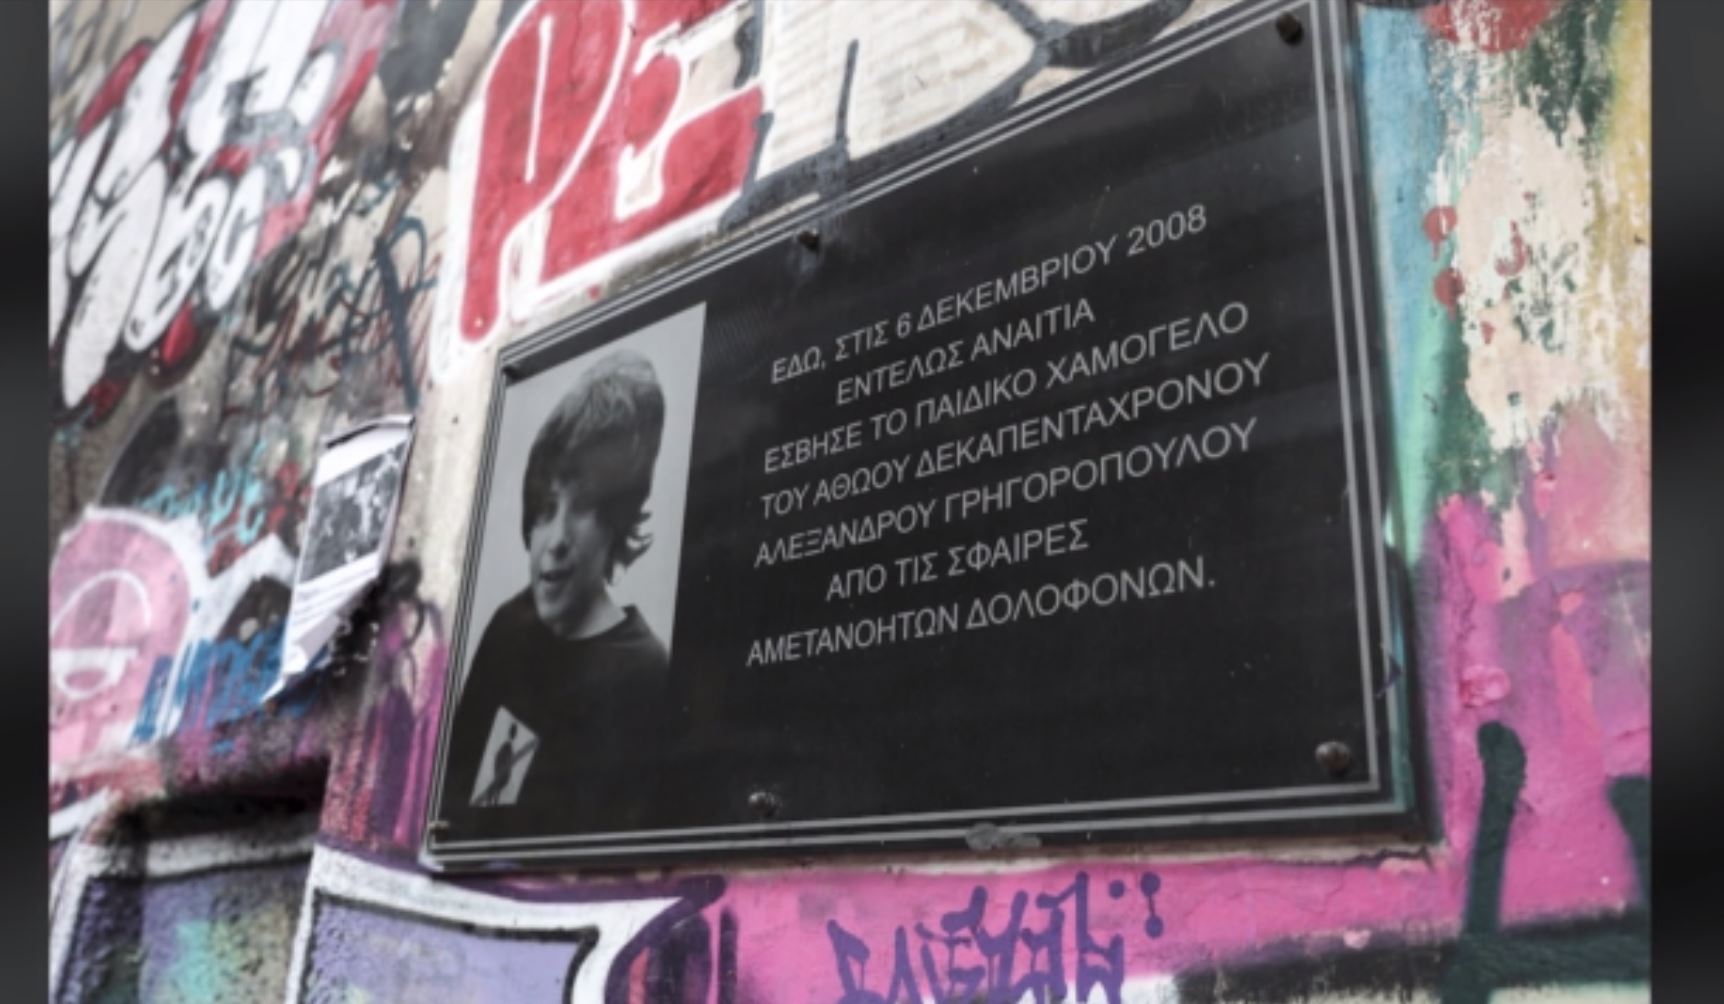 ΕΔΩ, ΣΤΙΣ 6 ΔΕΚΕΜΒΡΙΟΥ 2008
ΕΝΤΕΛΩΣ ΑΝΑΙΤΙΑ
ΕΣΒΗΣΕ ΤΟ ΠΑΙΔΙΚΟ ΧΑΜΟΓΕΛΟ
ΤΟΥ ΑΘΩΟΥ ΔΕΚΑΠΕΝΤΑΧΡΟΝΟΥ
ΑΛΕΞΑΝΔΡΟΥ ΓΡΗΓΟΡΟΠΟΥΛΟΥ
ΑΠΟ ΤΙΣ ΣΦΑΙΡΕΣ
ΑΜΕΤΑΝΟΗΤΩΝ ΔΟΛΟΦΟΝΩΝ.